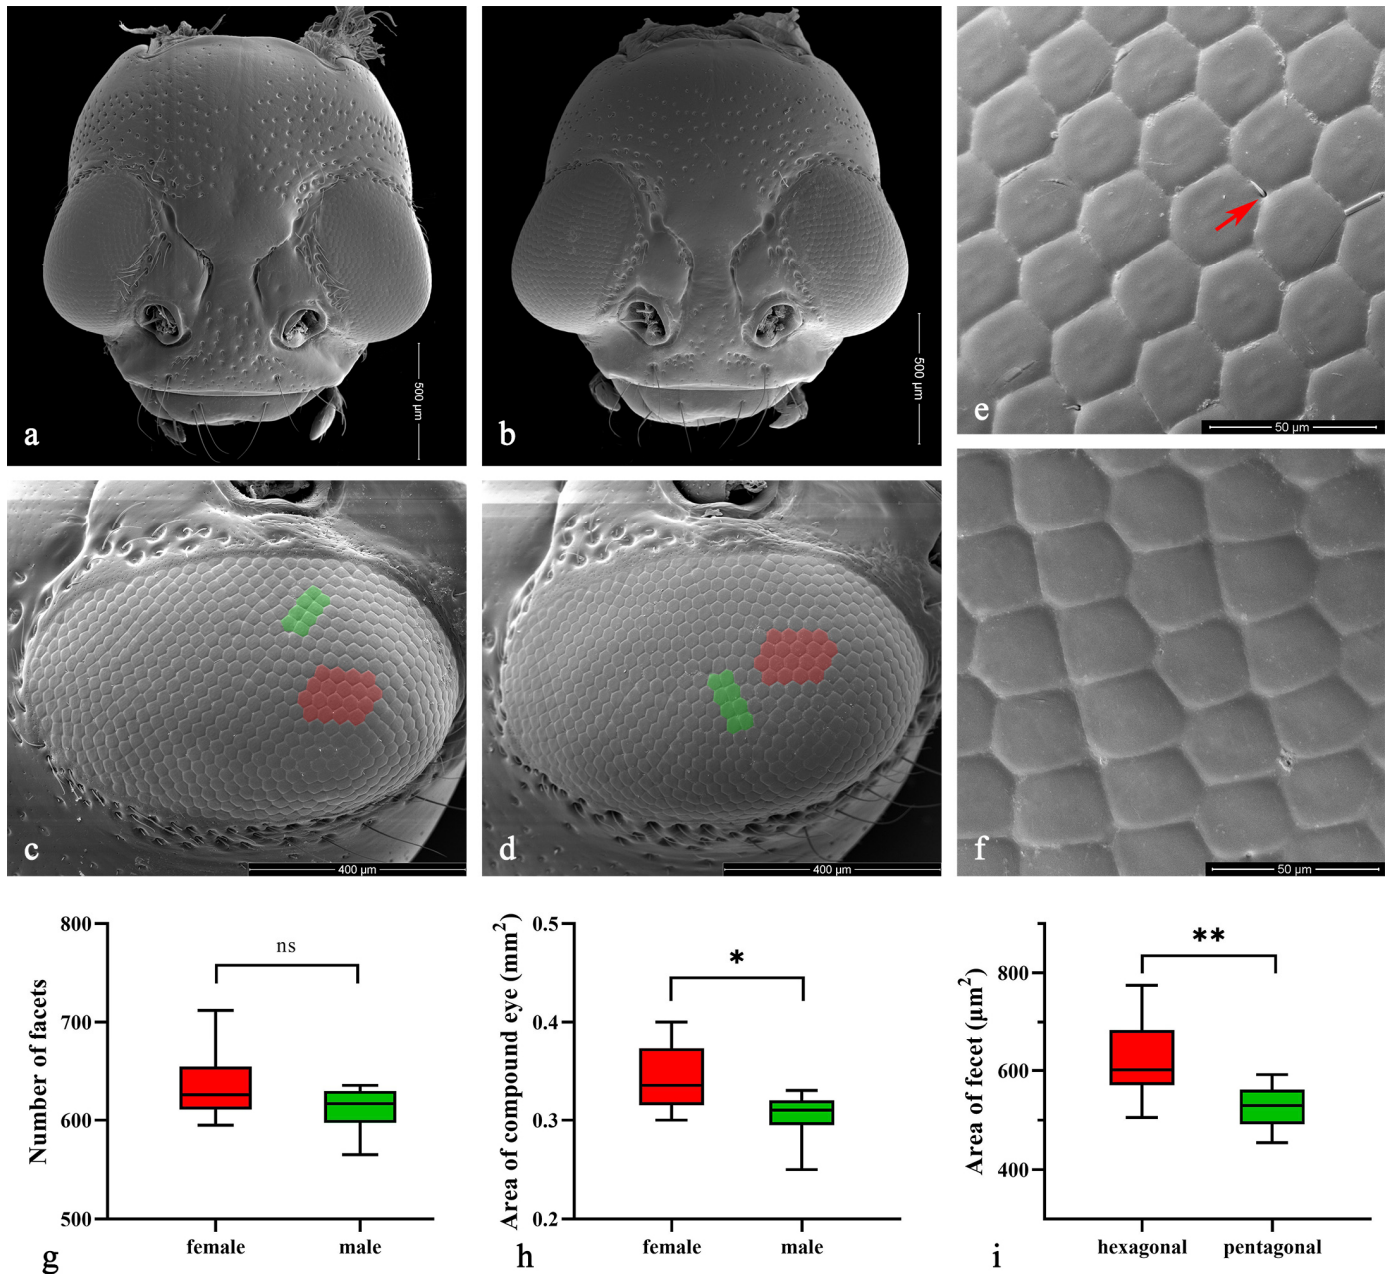 a
500 µm
b
500 µm
e
50 µm
c
400 µm
d
400 µm
f
50 µm
Number of facets
800
700
600
500
ns
female
male
g
Area of compound eye (mm²)
0.5
0.4
0.3
0.2
*
female
male
h
Area of fecet (µm²)
800
600
400
**
hexagonal
pentagonal
i